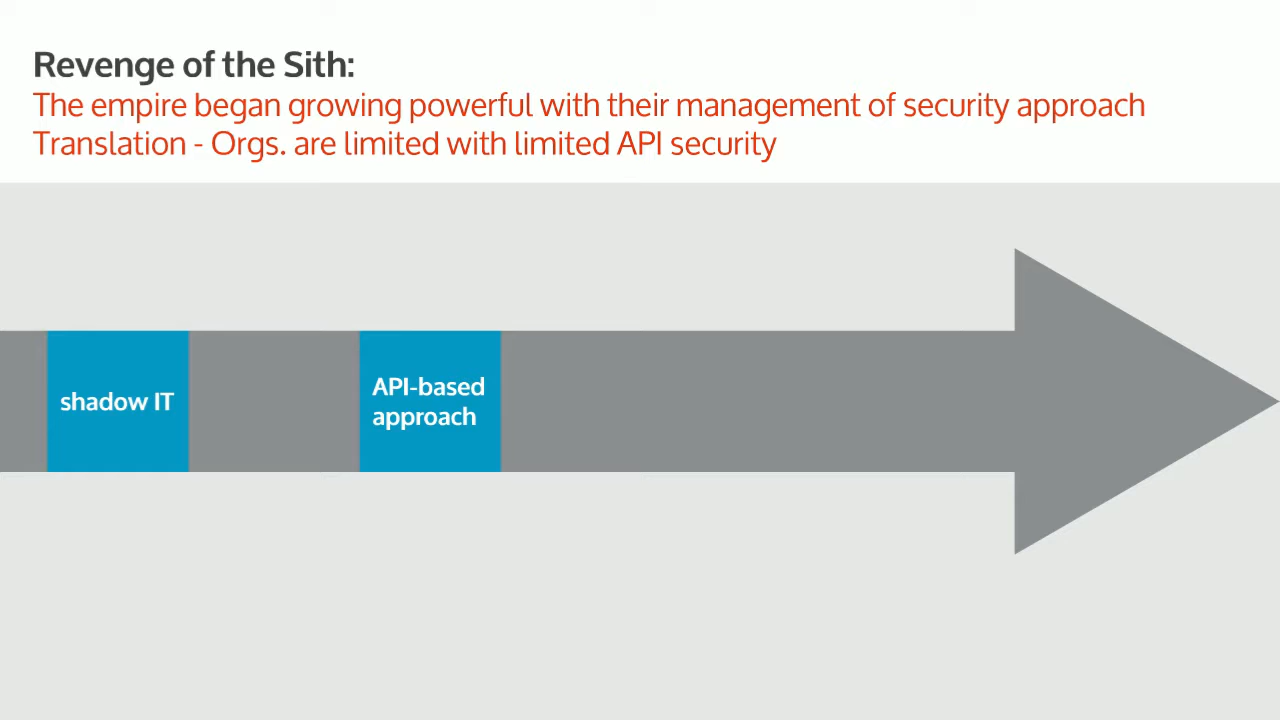 Revenge of the Sith:
The empire began growing powerful with their management of security approach
Translation - Orgs. are limited with limited API security
shadow IT
API-based
approach